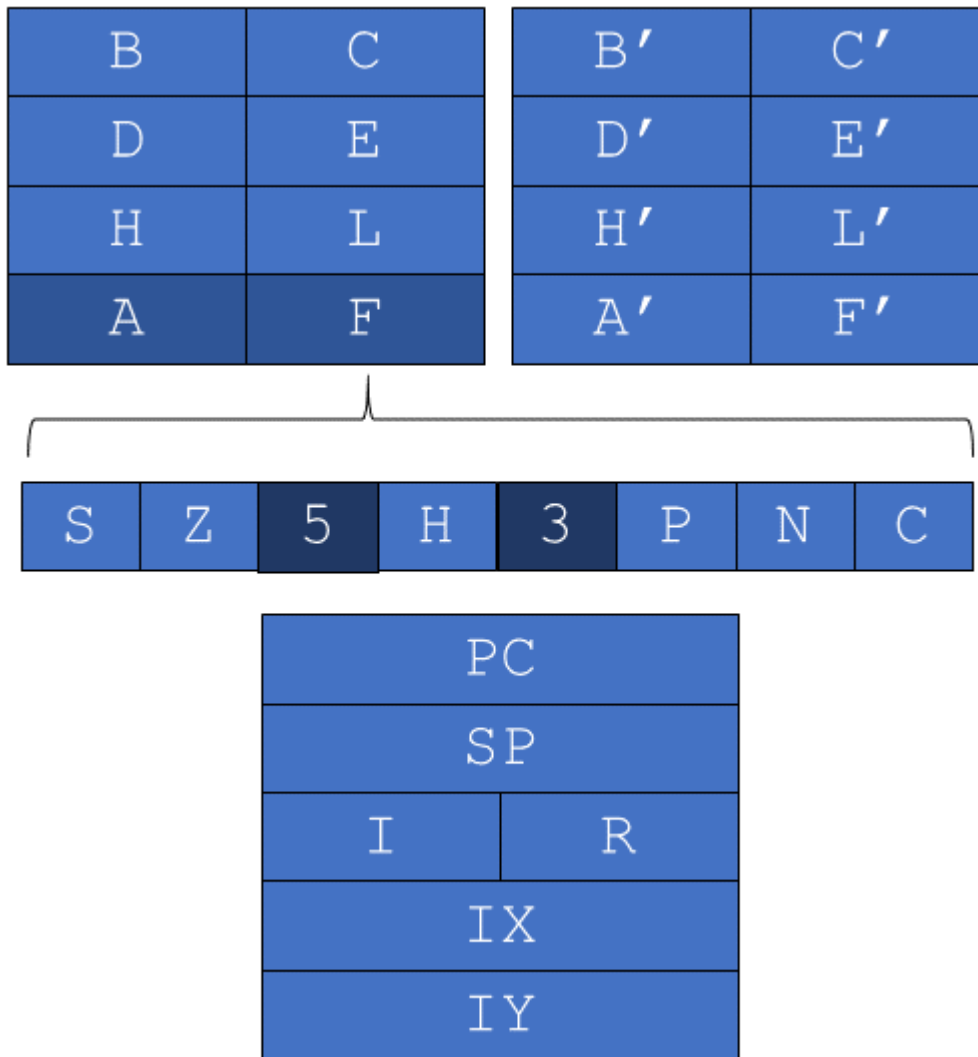 B C B′ C′
D E D′ E′
H L H′ L′
A F A′ F′
S Z 5 H 3 P N C
PC
SP
I R
IX
IY